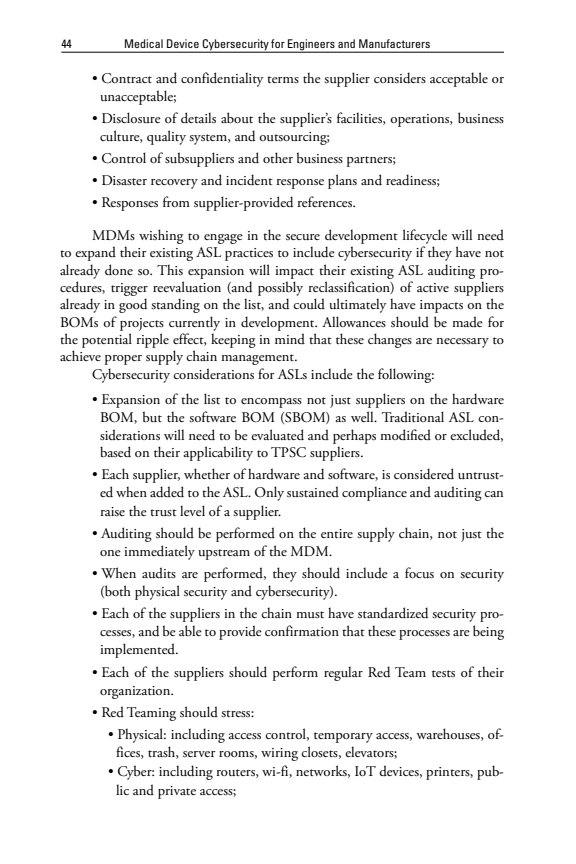 44 Medical Device Cybersecurity for Engineers and Manufacturers
• Contract and confidentiality terms the supplier considers acceptable or
unacceptable;
• Disclosure of details about the supplier's facilities, operations, business
culture, quality system, and outsourcing;
• Control of subsuppliers and other business partners;
• Disaster recovery and incident response plans and readiness;
• Responses from supplier-provided references.
MDMs wishing to engage in the secure development lifecycle will need
to expand their existing ASL practices to include cybersecurity if they have not
already done so. This expansion will impact their existing ASL auditing pro-
cedures, trigger reevaluation (and possibly reclassification) of active suppliers
already in good standing on the list, and could ultimately have impacts on the
BOMs of projects currently in development. Allowances should be made for
the potential ripple effect, keeping in mind that these changes are necessary to
achieve proper supply chain management.
Cybersecurity considerations for ASLs include the following:
• Expansion of the list to encompass not just suppliers on the hardware
BOM, but the software BOM (SBOM) as well. Traditional ASL con-
siderations will need to be evaluated and perhaps modified or excluded,
based on their applicability to TPSC suppliers.
• Each supplier, whether of hardware and software, is considered untrust-
ed when added to the ASL. Only sustained compliance and auditing can
raise the trust level of a supplier.
• Auditing should be performed on the entire supply chain, not just the
one immediately upstream of the MDM.
• When audits are performed, they should include a focus on security
(both physical security and cybersecurity).
• Each of the suppliers in the chain must have standardized security pro-
cesses, and be able to provide confirmation that these processes are being
implemented.
• Each of the suppliers should perform regular Red Team tests of their
organization.
• Red Teaming should stress:
• Physical: including access control, temporary access, warehouses, of-
fices, trash, server rooms, wiring closets, elevators;
• Cyber: including routers, wi-fi, networks, IoT devices, printers, pub-
lic and private access;